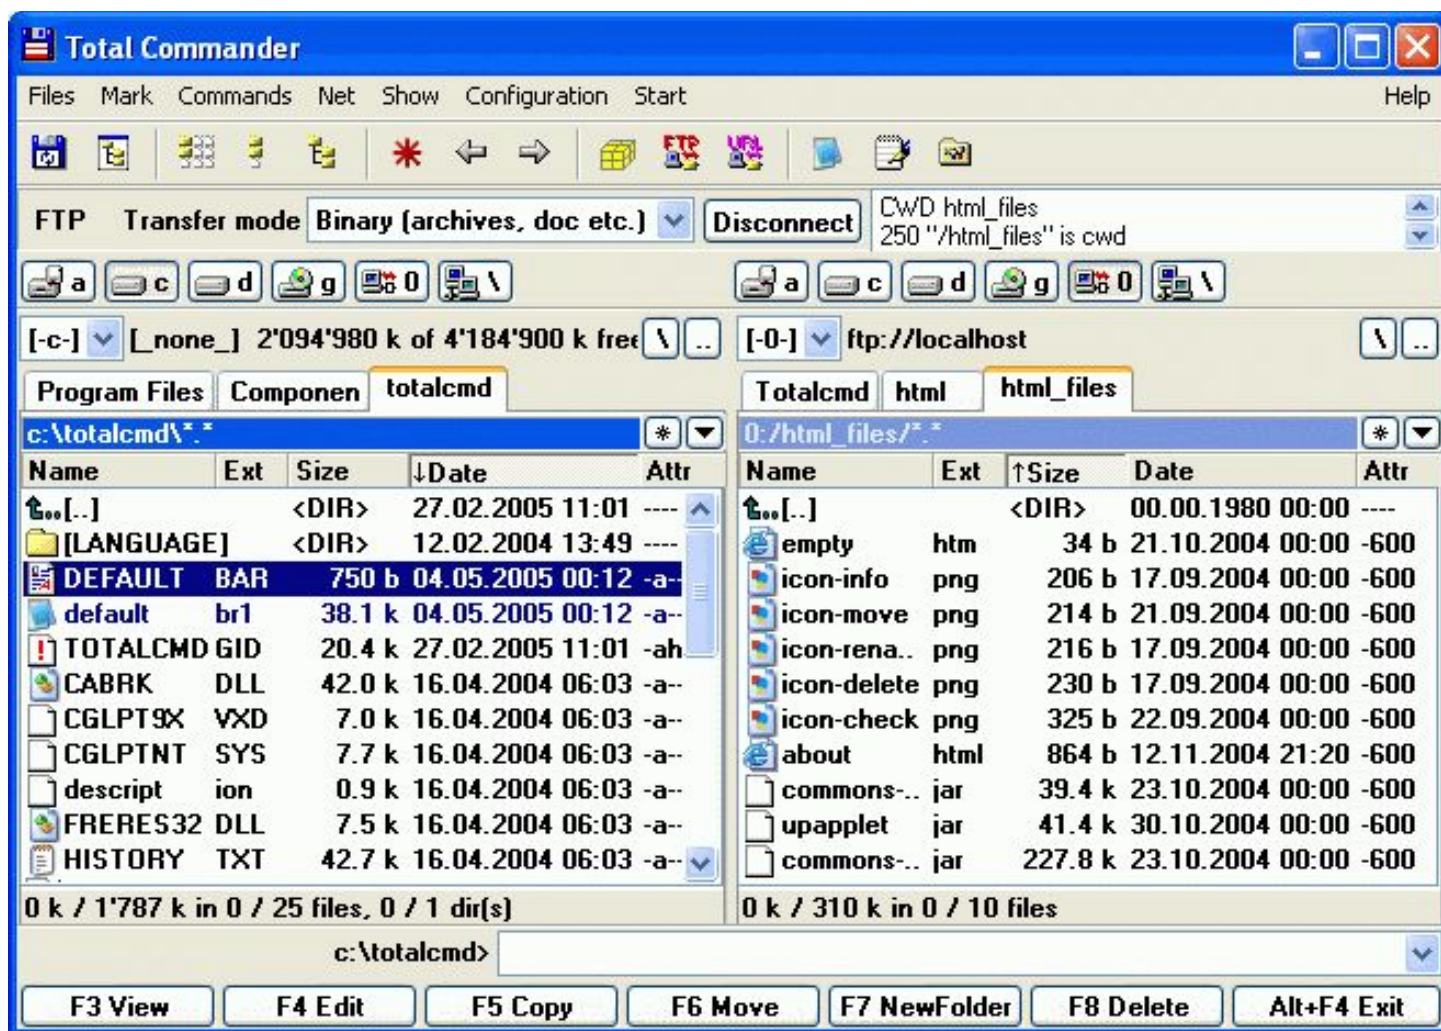 Total Commander
Files Mark Commands Net Show Configuration Start Help
FTP URL
FTP Transfer mode Binary (archives, doc etc.) Disconnect CWD html_files
250 "/html_files" is cwd
a c d g 0 \ a c d g 0 \
[-c-] [_none_] 2'094'980 k of 4'184'900 k free \ .. [-0-] ftp://localhost \ ..
Program Files Componen totalcmd Totalcmd html html_files
c:\totalcmd\*.* * 0:/html_files/*.* *
Name Ext Size ↓Date Attr Name Ext ↑Size Date Attr
[..] <DIR> 27.02.2005 11:01 ---- [..] <DIR> 00.00.1980 00:00 ----
[LANGUAGE] <DIR> 12.02.2004 13:49 ---- empty htm 34 b 21.10.2004 00:00 -600
DEFAULT BAR 750 b 04.05.2005 00:12 -a-- icon-info png 206 b 17.09.2004 00:00 -600
default br1 38.1 k 04.05.2005 00:12 -a-- icon-move png 214 b 21.09.2004 00:00 -600
TOTALCMD GID 20.4 k 27.02.2005 11:01 -ah- icon-rena.. png 216 b 17.09.2004 00:00 -600
CABRK DLL 42.0 k 16.04.2004 06:03 -a-- icon-delete png 230 b 17.09.2004 00:00 -600
CGLPT9X VXD 7.0 k 16.04.2004 06:03 -a-- icon-check png 325 b 22.09.2004 00:00 -600
CGLPTNT SYS 7.7 k 16.04.2004 06:03 -a-- about html 864 b 12.11.2004 21:20 -600
descript ion 0.9 k 16.04.2004 06:03 -a-- commons-.. jar 39.4 k 23.10.2004 00:00 -600
FRERES32 DLL 7.5 k 16.04.2004 06:03 -a-- upapplet jar 41.4 k 30.10.2004 00:00 -600
HISTORY TXT 42.7 k 16.04.2004 06:03 -a-- commons-.. jar 227.8 k 23.10.2004 00:00 -600
0 k / 1'787 k in 0 / 25 files, 0 / 1 dir(s) 0 k / 310 k in 0 / 10 files
c:\totalcmd>
F3 View F4 Edit F5 Copy F6 Move F7 NewFolder F8 Delete Alt+F4 Exit